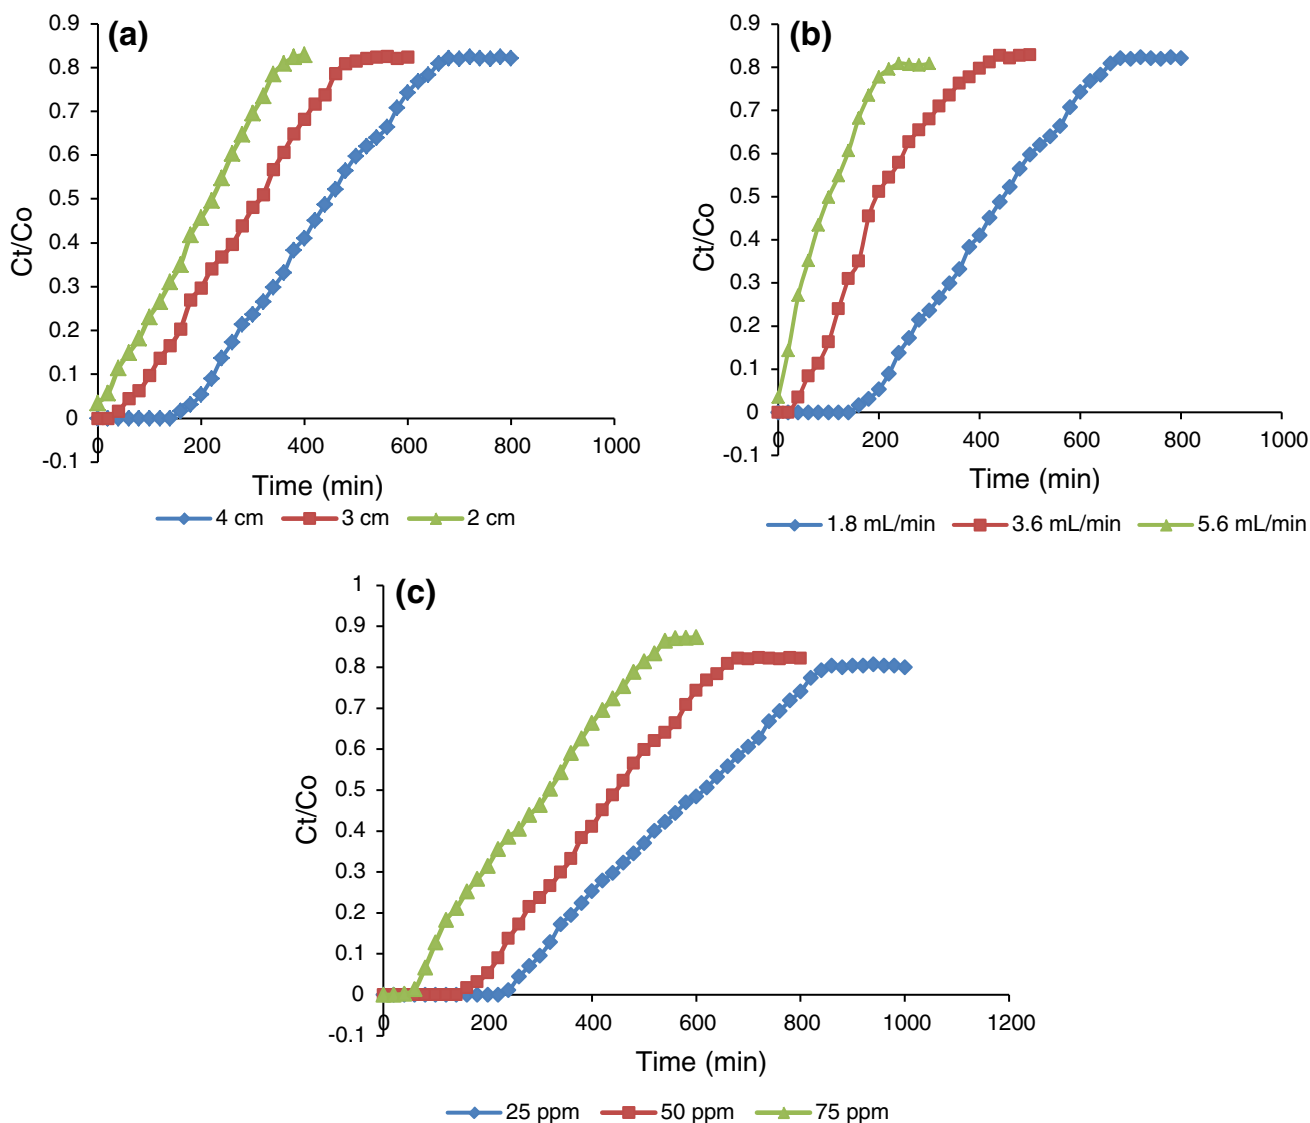 (a)
0.9
0.8
0.7
0.6
0.5
0.4
0.3
0.2
0.1
0
-0.1
Ct/Co
0 200 400 600 800 1000
Time (min)
4 cm 3 cm 2 cm
(b)
0.9
0.8
0.7
0.6
0.5
0.4
0.3
0.2
0.1
0
-0.1
Ct/Co
0 200 400 600 800 1000
Time (min)
1.8 mL/min 3.6 mL/min 5.6 mL/min
(c)
1
0.9
0.8
0.7
0.6
0.5
0.4
0.3
0.2
0.1
0
-0.1
Ct/Co
0 200 400 600 800 1000 1200
Time (min)
25 ppm 50 ppm 75 ppm